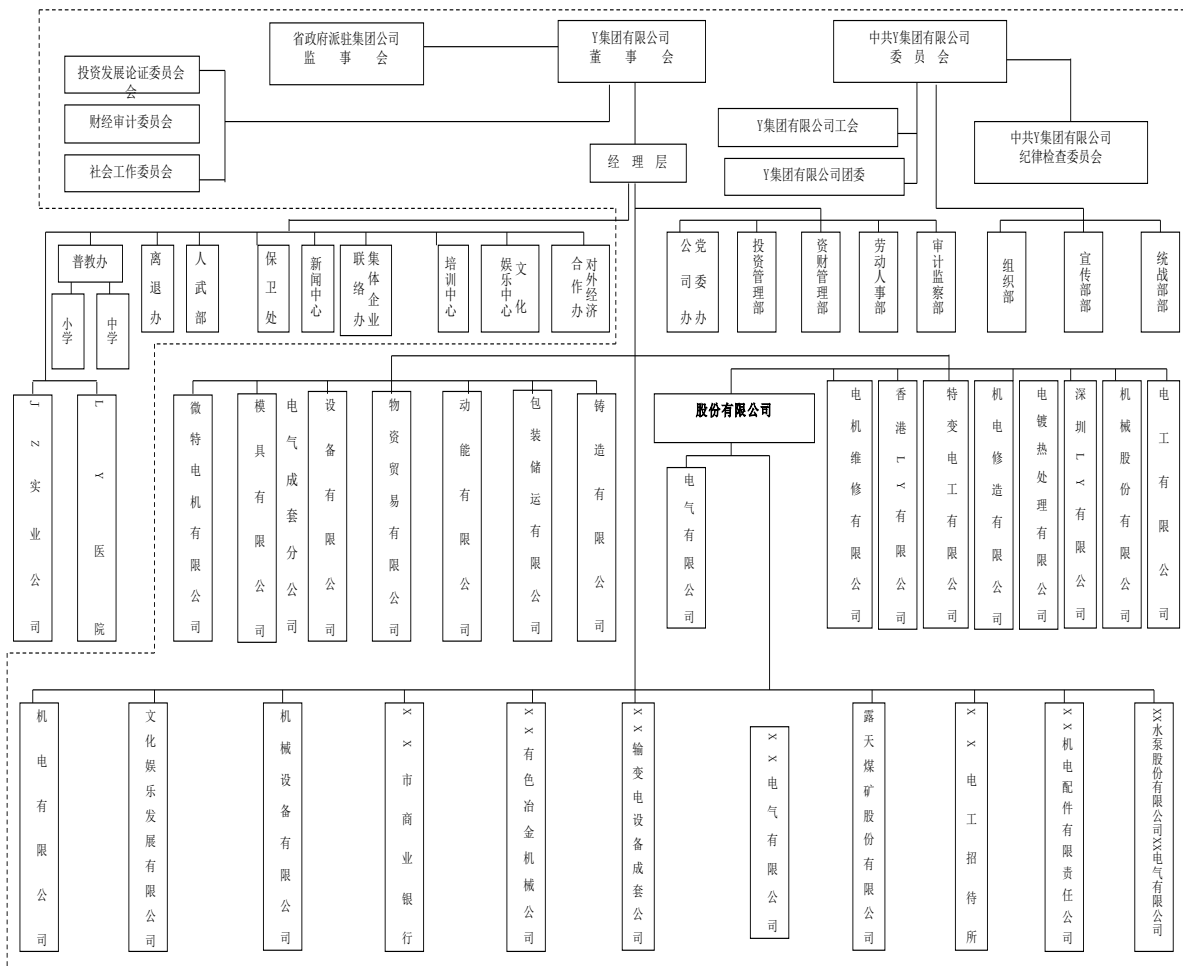 省政府派驻集团公司
监 事 会
Y集团有限公司
董 事 会
中共Y集团有限公司
委 员 会
投资发展论证委员会
会
财经审计委员会
社会工作委员会
经 理 层
Y集团有限公司工会
Y集团有限公司团委
中共Y集团有限公司
纪律检查委员会
普教办
小学
中学
离退办
人武部
保卫处
新闻中心
集体企业
联络办
培训中心
文化
娱乐中心
对外经济
合作办
党委办
公司办
投资管理部
资财管理部
劳动人事部
审计监察部
组织部
宣传部部
统战部部
JZ实业公司
LY医院
微特电机有限公司
模具有限公司
电气成套分公司
设备有限公司
物资贸易有限公司
动能有限公司
包装储运有限公司
铸造有限公司
股份有限公司
电气有限公司
电机维修有限公司
香港LY有限公司
特变电工有限公司
机电修造有限公司
电镀热处理有限公司
深圳LY有限公司
机械股份有限公司
电工有限公司
机电有限公司
文化娱乐发展有限公司
机械设备有限公司
XX市商业银行
XX有色冶金机械公司
XX输变电设备成套公司
XX电气有限公司
露天煤矿股份有限公司
XX电工招待所
XX机电配件有限责任公司
XX水泵股份有限公司XX电气有限公司